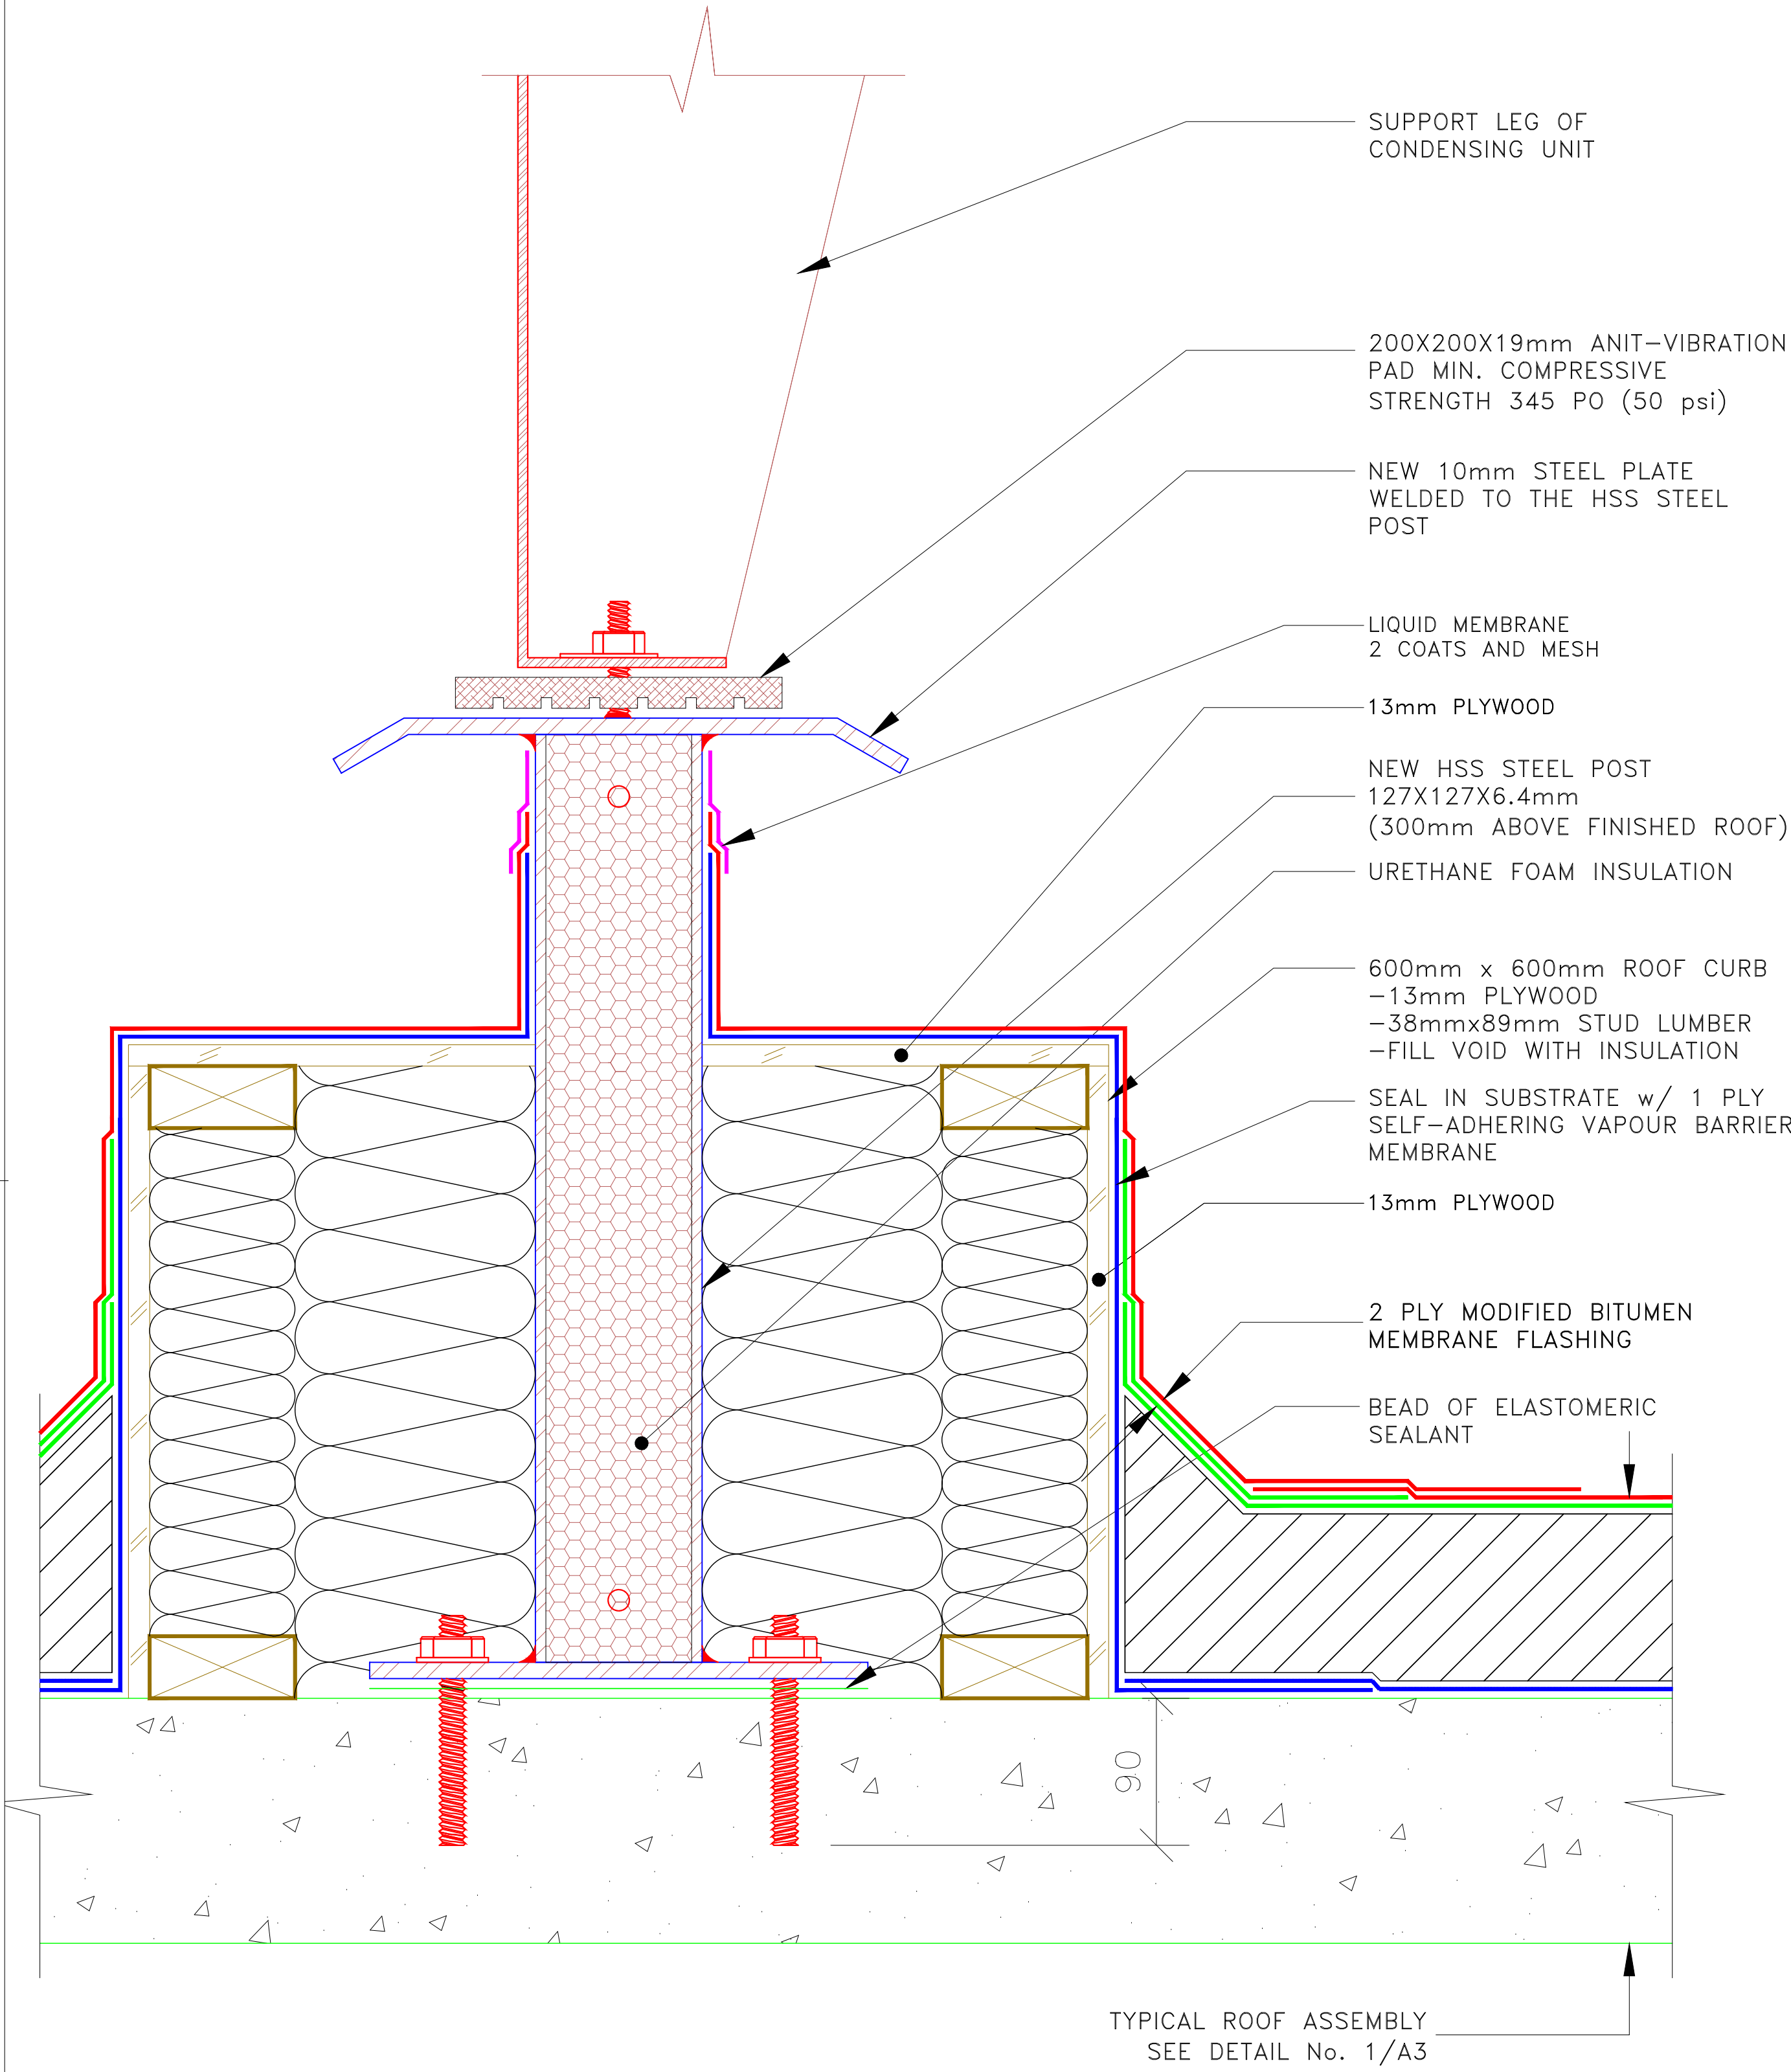 SUPPORT LEG OF
CONDENSING UNIT
200X200X19mm ANIT-VIBRATION
PAD MIN. COMPRESSIVE
STRENGTH 345 PO (50 psi)
NEW 10mm STEEL PLATE
WELDED TO THE HSS STEEL
POST
LIQUID MEMBRANE
2 COATS AND MESH
13mm PLYWOOD
NEW HSS STEEL POST
127X127X6.4mm
(300mm ABOVE FINISHED ROOF)
URETHANE FOAM INSULATION
600mm x 600mm ROOF CURB
-13mm PLYWOOD
-38mmx89mm STUD LUMBER
-FILL VOID WITH INSULATION
SEAL IN SUBSTRATE w/ 1 PLY
SELF-ADHERING VAPOUR BARRIER
MEMBRANE
13mm PLYWOOD
2 PLY MODIFIED BITUMEN
MEMBRANE FLASHING
BEAD OF ELASTOMERIC
SEALANT
90
TYPICAL ROOF ASSEMBLY
SEE DETAIL No. 1/A3